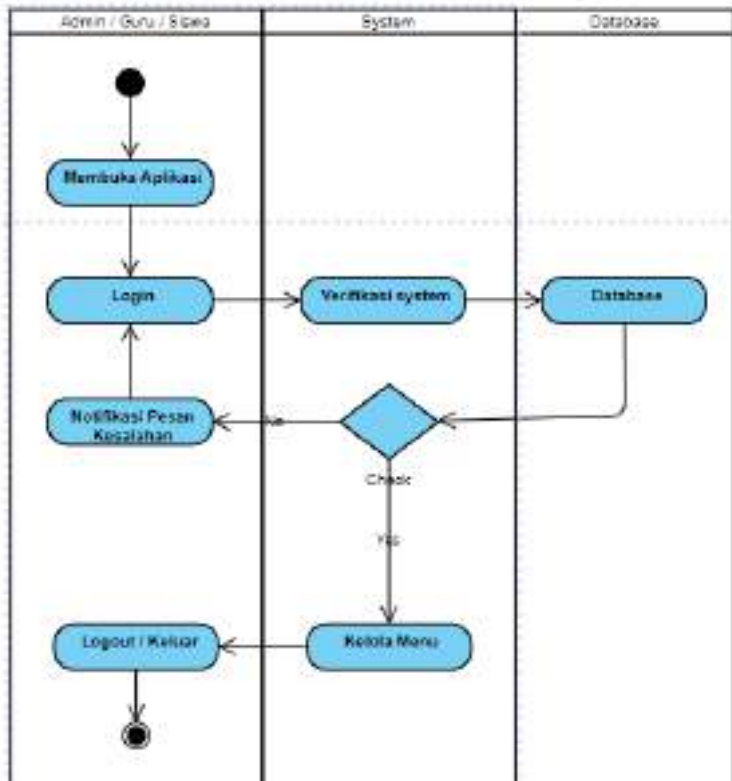 Admin / Guru / Siswa
System
Database
Membuka Aplikasi
Login
Verifikasi system
Database
Notifikasi Pesan
Kesalahan
No
Check
Yes
Kelola Menu
Logout / Keluar